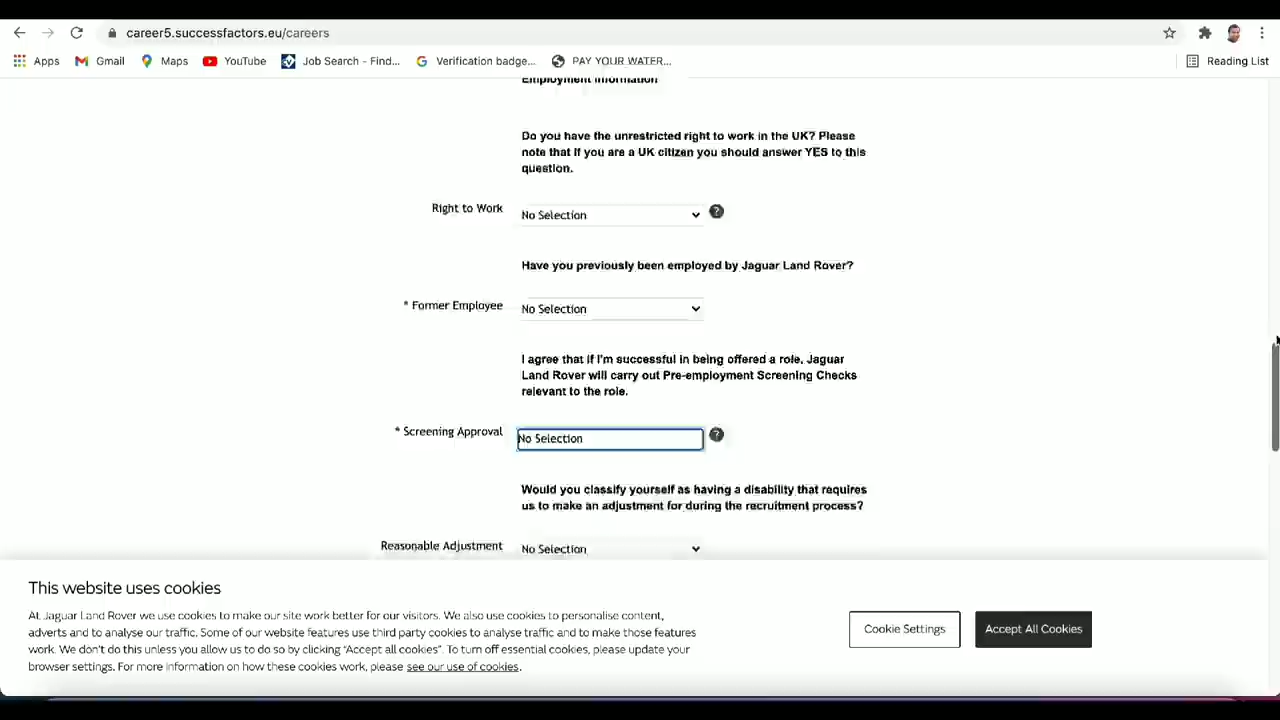 career5.successfactors.eu/careers
Apps Gmail Maps YouTube Job Search - Find... Verification badge... PAY YOUR WATER... Reading List
Employment Information
Do you have the unrestricted right to work in the UK? Please
note that if you are a UK citizen you should answer YES to this
question.
Right to Work No Selection ?
Have you previously been employed by Jaguar Land Rover?
* Former Employee No Selection
I agree that if I'm successful in being offered a role, Jaguar
Land Rover will carry out Pre-employment Screening Checks
relevant to the role.
* Screening Approval No Selection ?
Would you classify yourself as having a disability that requires
us to make an adjustment for during the recruitment process?
Reasonable Adjustment No Selection
This website uses cookies
At Jaguar Land Rover we use cookies to make our site work better for our visitors. We also use cookies to personalise content,
adverts and to analyse our traffic. Some of our website features use third party cookies to analyse traffic and to make those features
work. We don't do this unless you allow us to do so by clicking "Accept all cookies". To turn off essential cookies, please update your
browser settings. For more information on how these cookies work, please see our use of cookies.
Cookie Settings Accept All Cookies